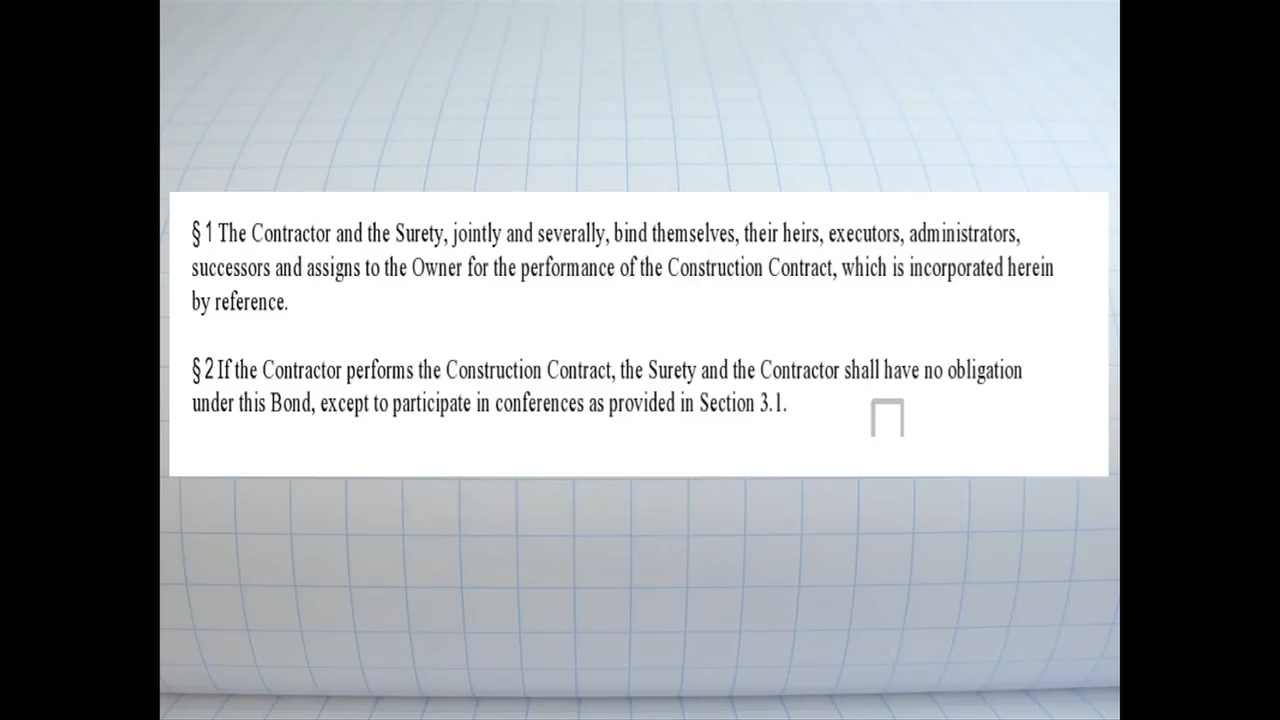 § 1 The Contractor and the Surety, jointly and severally, bind themselves, their heirs, executors, administrators,
successors and assigns to the Owner for the performance of the Construction Contract, which is incorporated herein
by reference.
§ 2 If the Contractor performs the Construction Contract, the Surety and the Contractor shall have no obligation
under this Bond, except to participate in conferences as provided in Section 3.1.